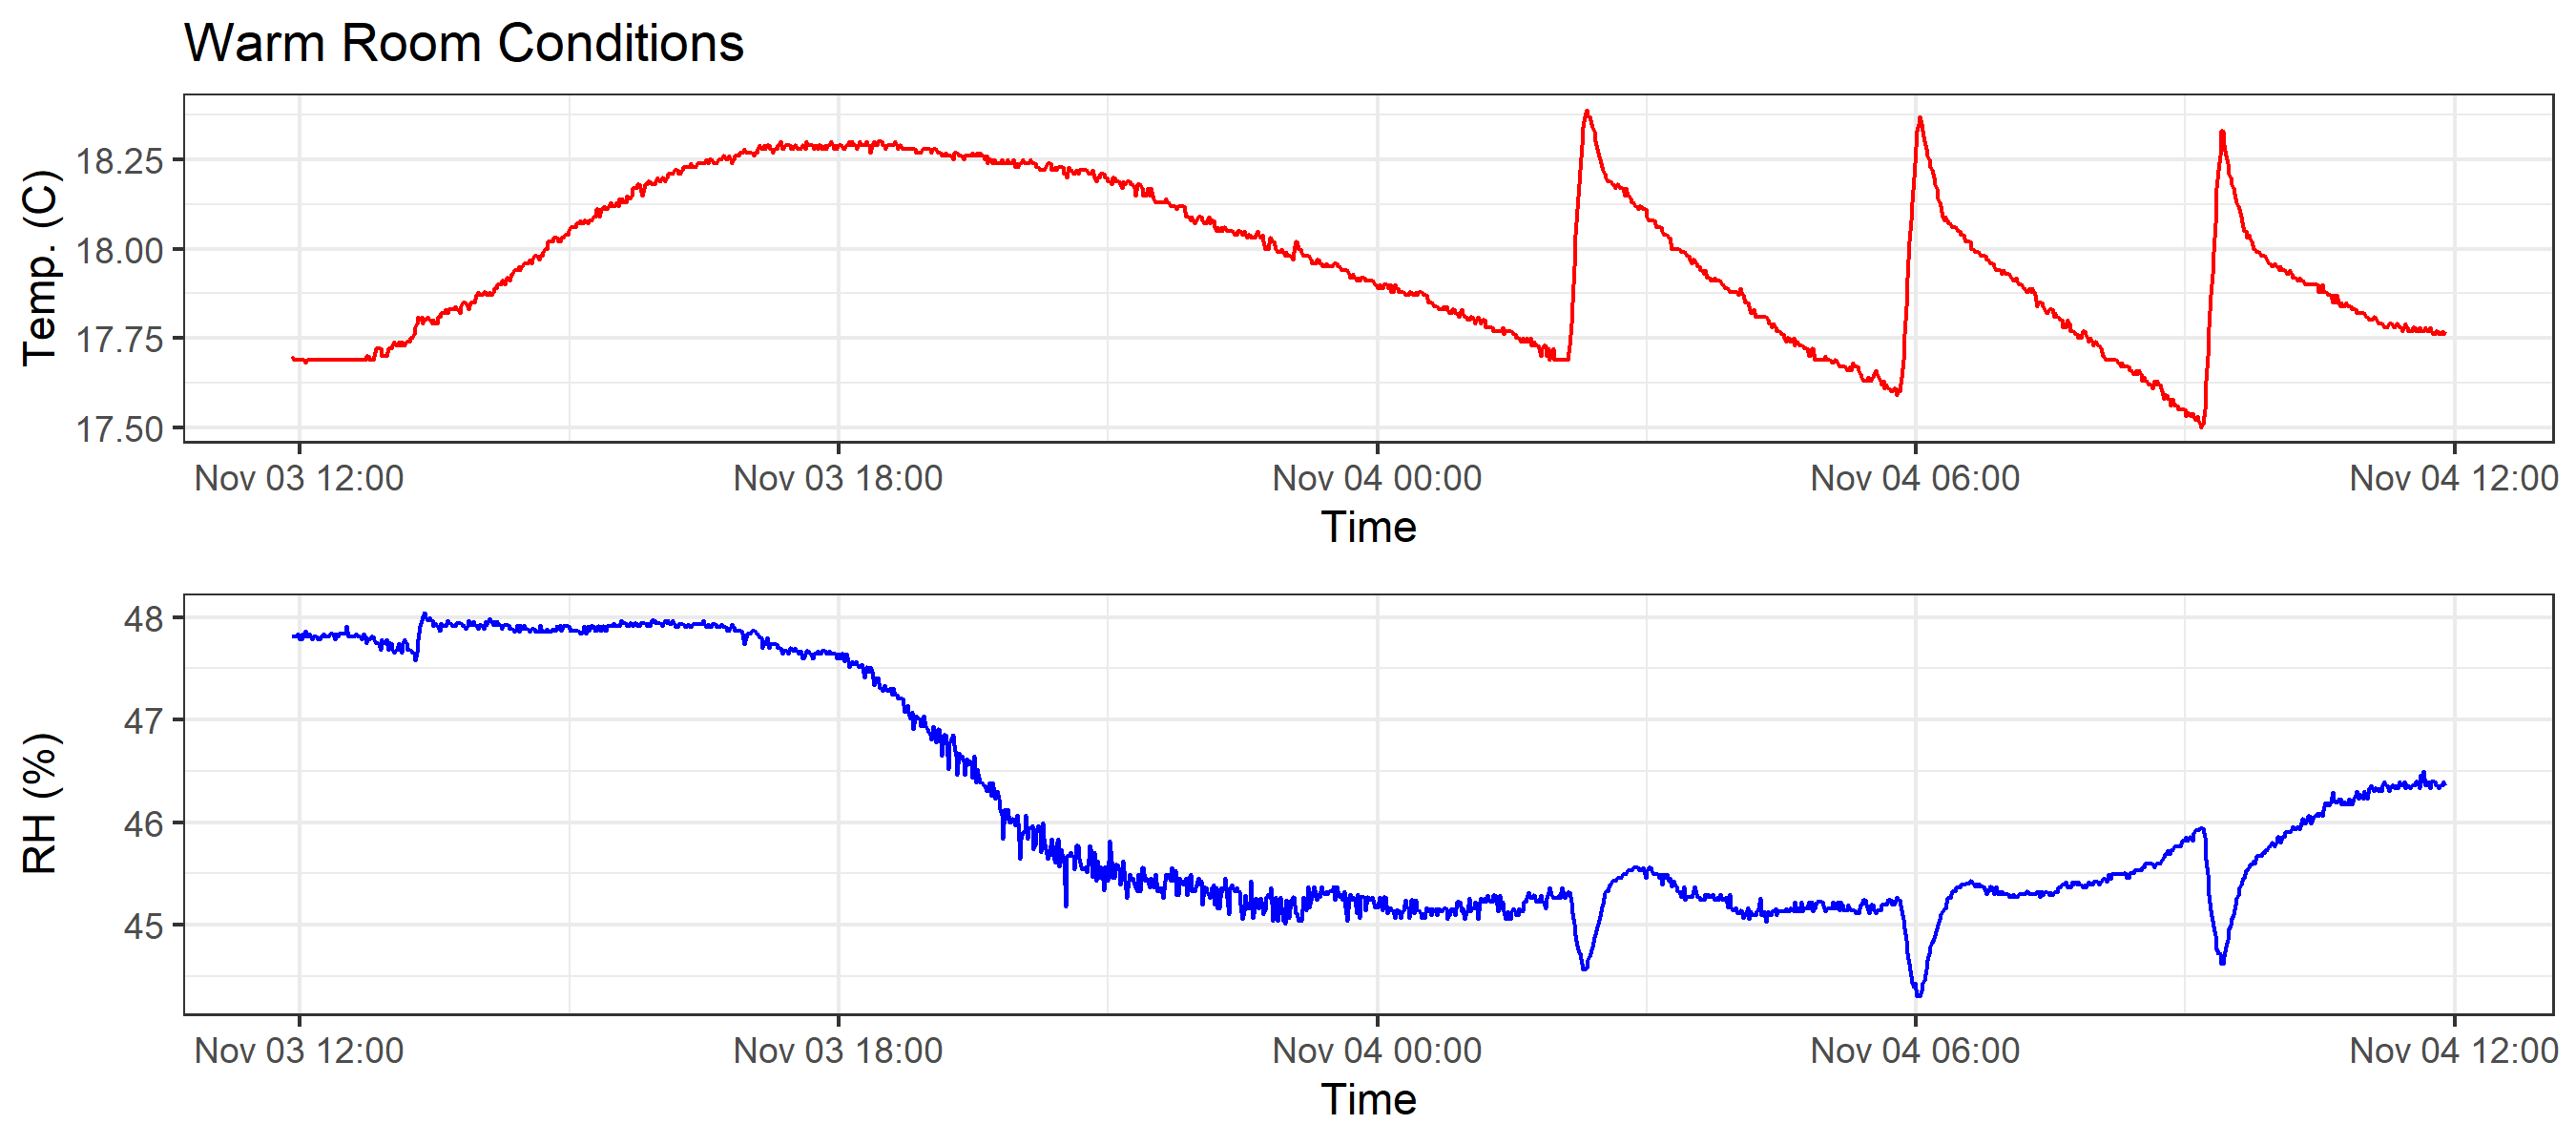 Warm Room Conditions
Temp. (C)
18.25
18.00
17.75
17.50
Nov 03 12:00 Nov 03 18:00 Nov 04 00:00 Nov 04 06:00 Nov 04 12:00
Time
RH (%)
48
47
46
45
Nov 03 12:00 Nov 03 18:00 Nov 04 00:00 Nov 04 06:00 Nov 04 12:00
Time